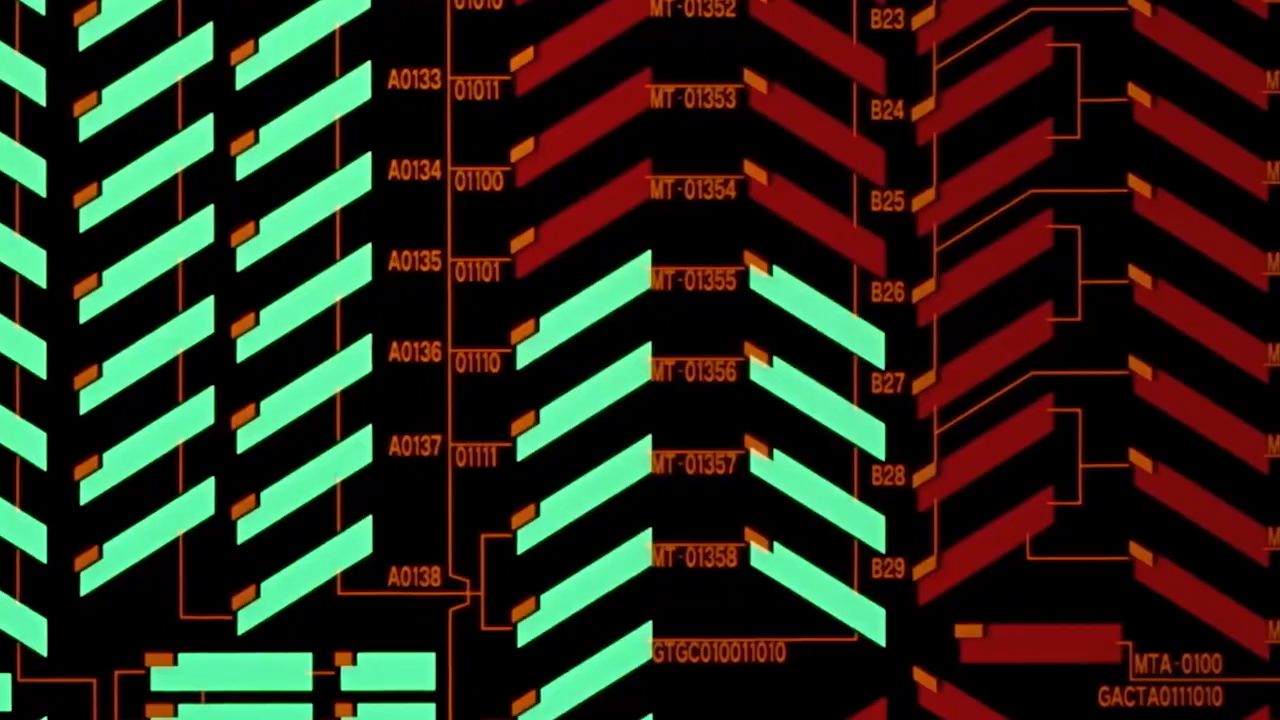 01010
MT-01352
B23
A0133
01011
MT-01353
B24
A0134
01100
MT-01354
B25
A0135
01101
MT-01355
B26
A0136
01110
MT-01356
B27
A0137
01111
MT-01357
B28
A0138
MT-01358
B29
GTGC010011010
MTA-0100
GACTA0111010